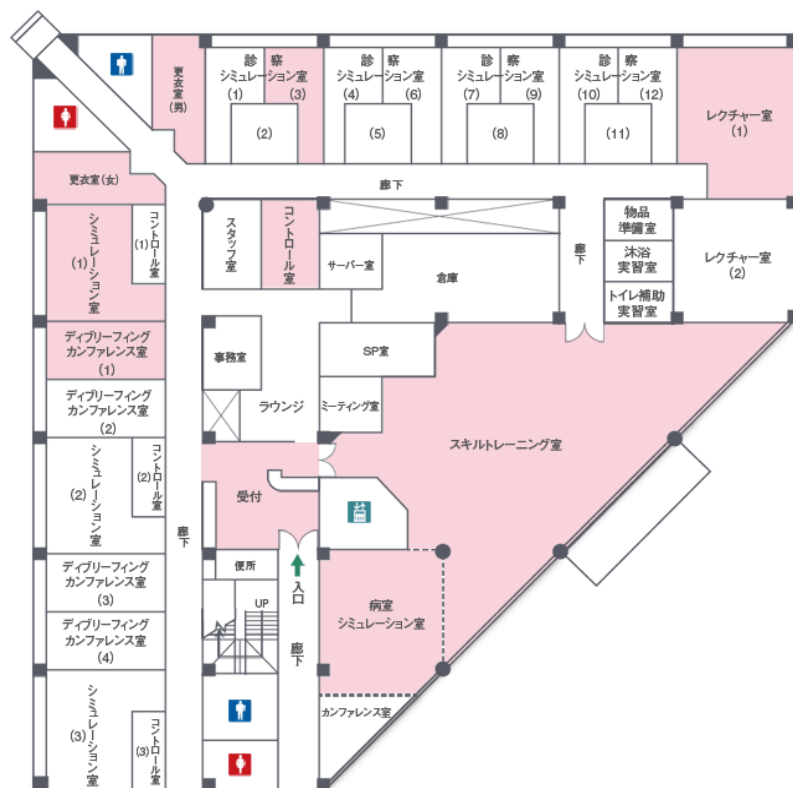 更衣室(男)
診察
シミュレーション室
(1)
(3)
(2)
診察
シミュレーション室
(4)
(6)
(5)
診察
シミュレーション室
(7)
(9)
(8)
診察
シミュレーション室
(10)
(12)
(11)
レクチャー室
(1)
更衣室(女)
廊下
シミュレーション室
(1)
コントロール室
(1)
スタッフ室
コントロール室
サーバー室
倉庫
廊下
物品
準備室
沐浴
実習室
トイレ補助
実習室
レクチャー室
(2)
ディブリーフィング
カンファレンス室
(1)
事務室
SP室
ディブリーフィング
カンファレンス室
(2)
ラウンジ
ミーティング室
スキルトレーニング室
シミュレーション室
(2)
コントロール室
(2)
廊下
受付
ディブリーフィング
カンファレンス室
(3)
便所
入口
UP
病室
シミュレーション室
ディブリーフィング
カンファレンス室
(4)
廊下
シミュレーション室
(3)
コントロール室
(3)
カンファレンス室